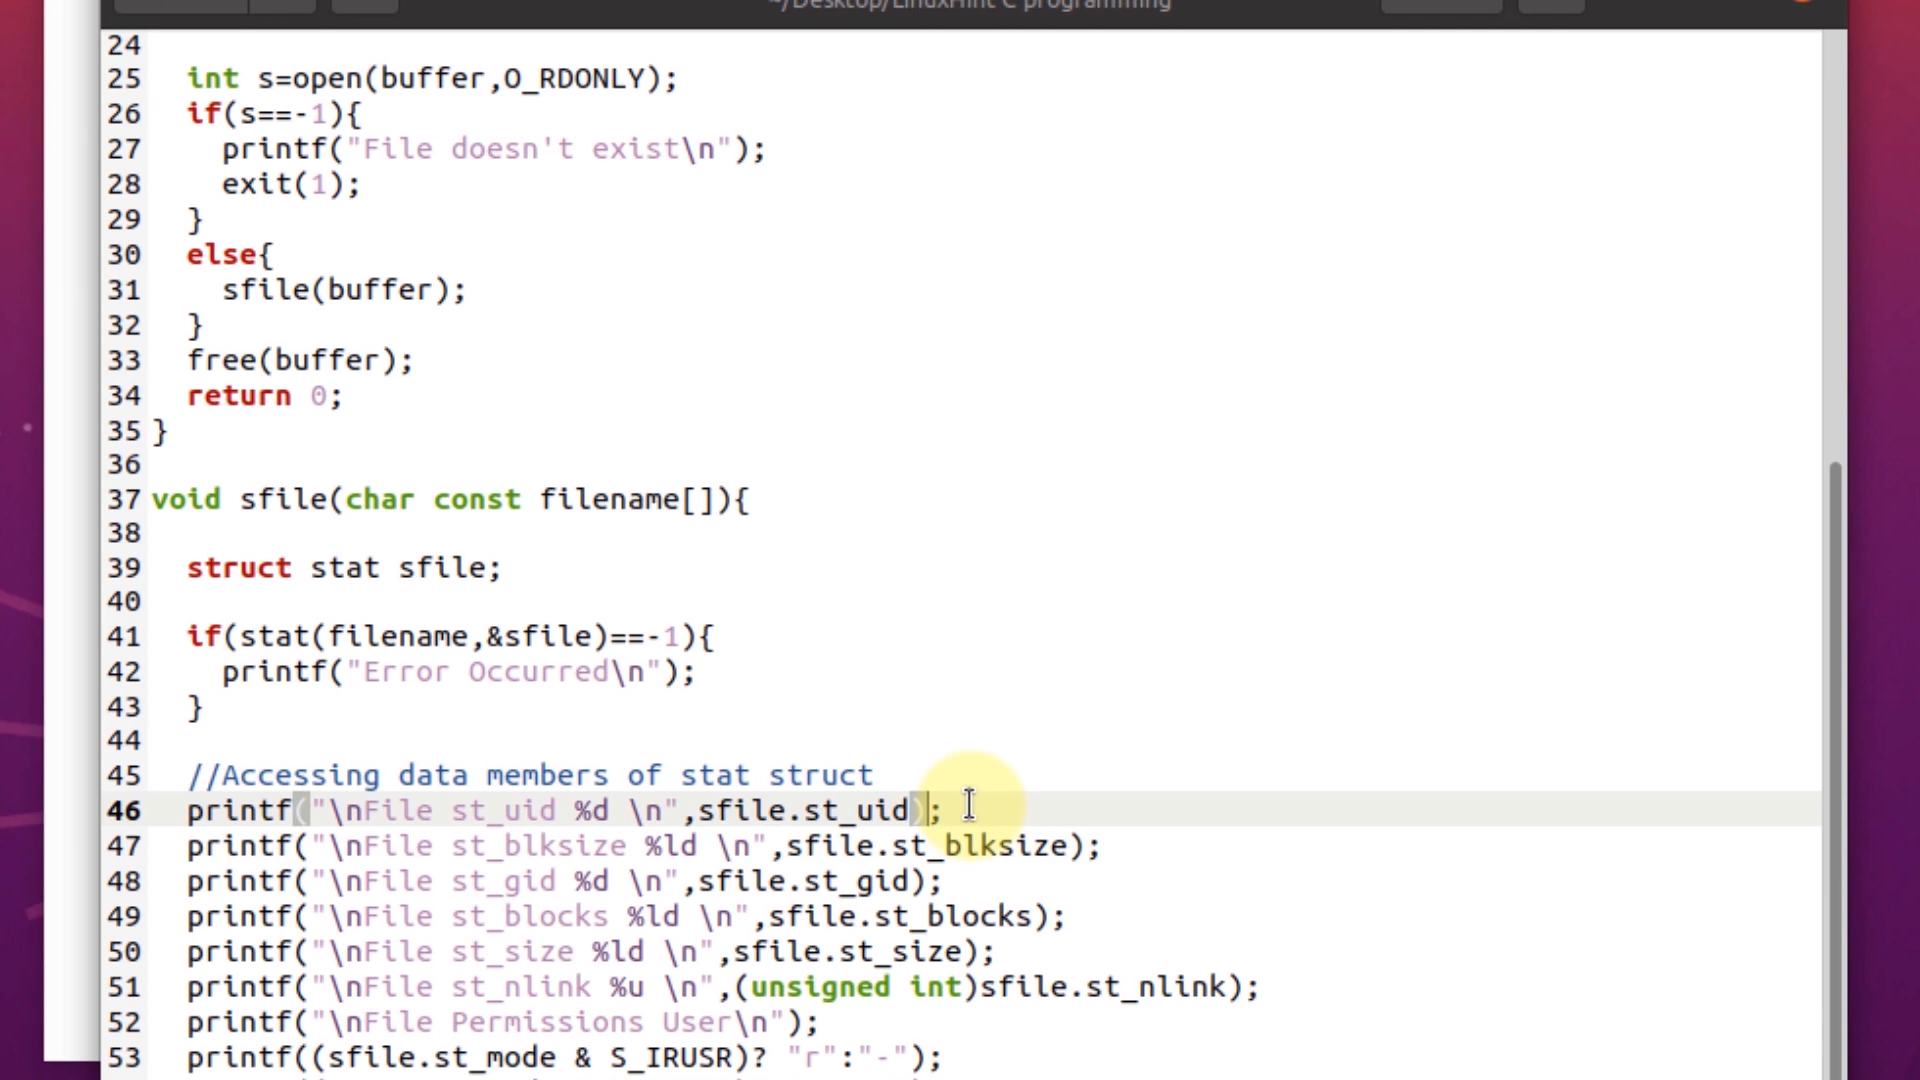 ~/Desktop/LinuxHint C programming
24
25 int s=open(buffer,O_RDONLY);
26 if(s==-1){
27 printf("File doesn't exist\n");
28 exit(1);
29 }
30 else{
31 sfile(buffer);
32 }
33 free(buffer);
34 return 0;
35 }
36
37 void sfile(char const filename[]){
38
39 struct stat sfile;
40
41 if(stat(filename,&sfile)==-1){
42 printf("Error Occurred\n");
43 }
44
45 //Accessing data members of stat struct
46 printf("\nFile st_uid %d \n",sfile.st_uid);
47 printf("\nFile st_blksize %ld \n",sfile.st_blksize);
48 printf("\nFile st_gid %d \n",sfile.st_gid);
49 printf("\nFile st_blocks %ld \n",sfile.st_blocks);
50 printf("\nFile st_size %ld \n",sfile.st_size);
51 printf("\nFile st_nlink %u \n",(unsigned int)sfile.st_nlink);
52 printf("\nFile Permissions User\n");
53 printf((sfile.st_mode & S_IRUSR)? "r":"-");